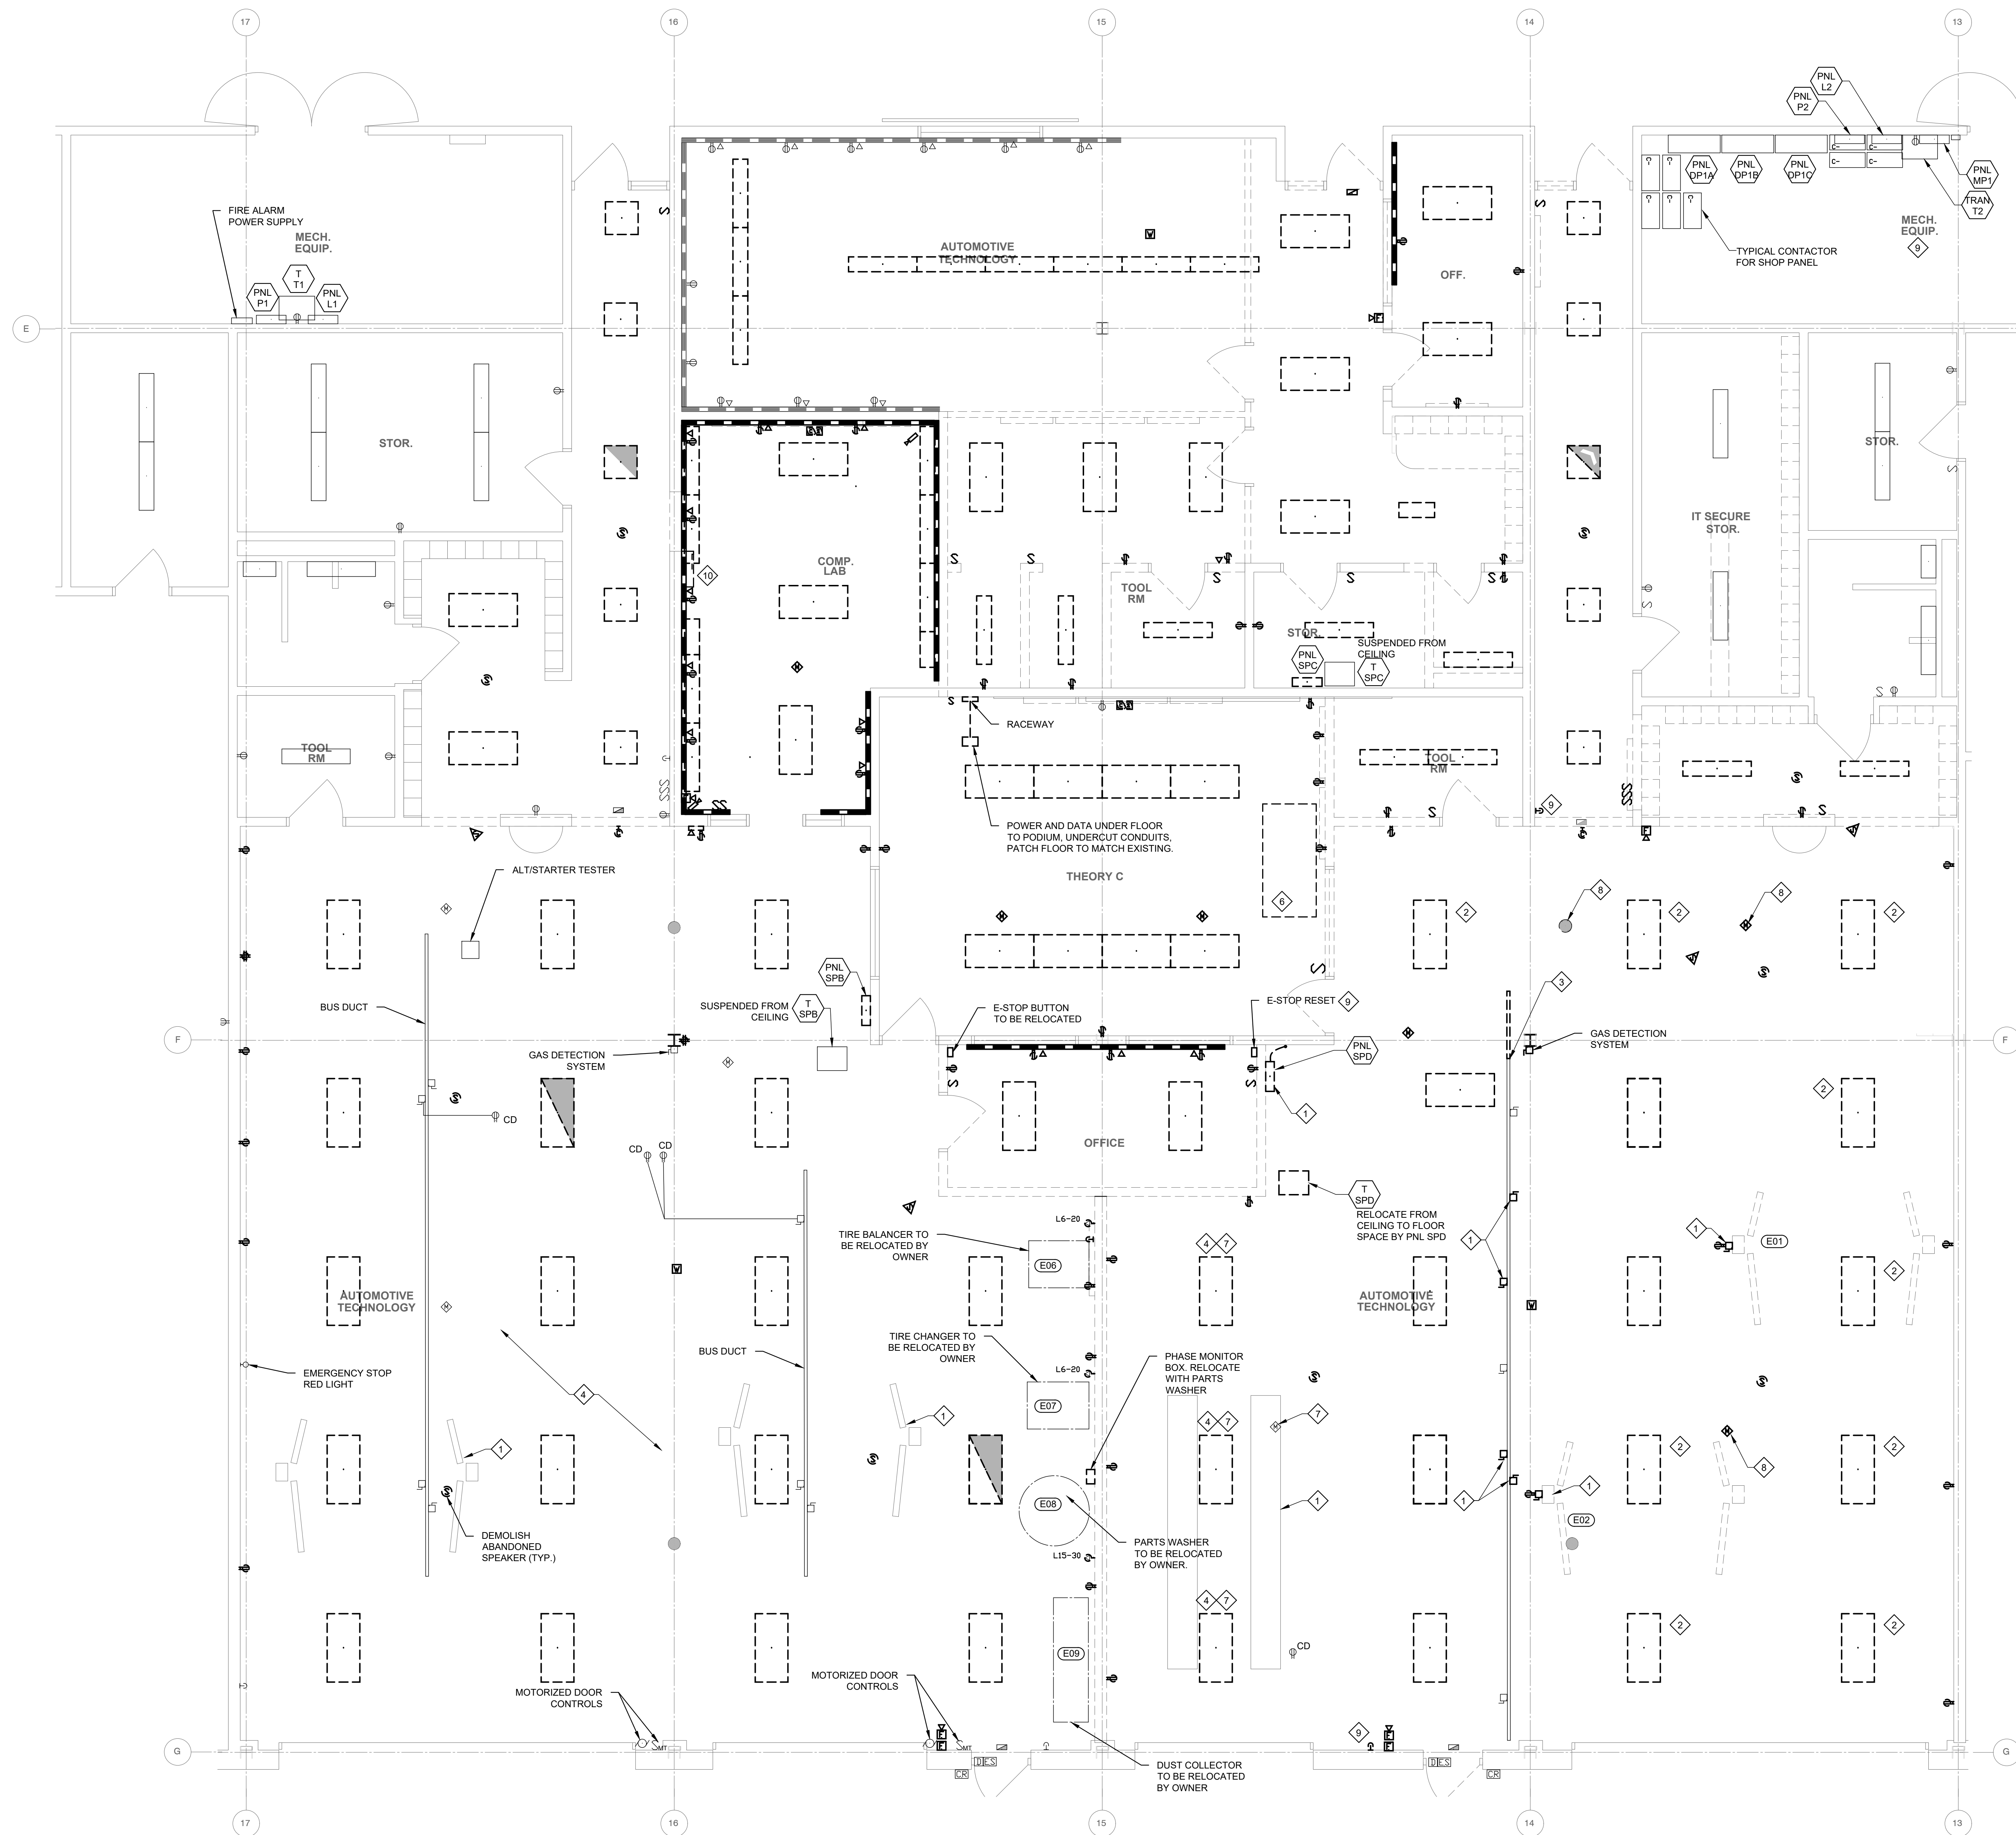 17
16
15
14
13
PNL
L2
PNL
P2
C-
C-
C-
C-
PNL
DP1A
PNL
DP1B
PNL
DP1C
PNL
MP1
TRAN
T2
FIRE ALARM
POWER SUPPLY
MECH.
EQUIP.
AUTOMOTIVE
TECHNOLOGY
OFF.
MECH.
EQUIP.
9
TYPICAL CONTACTOR
FOR SHOP PANEL
T
T1
PNL
P1
PNL
L1
E
STOR.
STOR.
IT SECURE
STOR.
COMP.
LAB
10
TOOL
RM
STOR.
SUSPENDED FROM
CEILING
PNL
SPC
T
SPC
RACEWAY
TOOL
RM
TOOL
RM
9
POWER AND DATA UNDER FLOOR
TO PODIUM, UNDERCUT CONDUITS,
PATCH FLOOR TO MATCH EXISTING.
ALT/STARTER TESTER
THEORY C
6
8
8
2
2
2
PNL
SPB
SUSPENDED FROM
CEILING
T
SPB
E-STOP BUTTON
TO BE RELOCATED
E-STOP RESET
9
3
BUS DUCT
F
GAS DETECTION
SYSTEM
PNL
SPD
GAS DETECTION
SYSTEM
F
CD
1
2
CD
CD
OFFICE
T
SPD
RELOCATE FROM
CEILING TO FLOOR
SPACE BY PNL SPD
L6-20
TIRE BALANCER TO
BE RELOCATED BY
OWNER
E06
4
7
1
1
E01
2
AUTOMOTIVE
TECHNOLOGY
AUTOMOTIVE
TECHNOLOGY
M
BUS DUCT
TIRE CHANGER TO
BE RELOCATED BY
OWNER
L6-20
PHASE MONITOR
BOX. RELOCATE
WITH PARTS
WASHER
EMERGENCY STOP
RED LIGHT
4
E07
1
1
4
7
7
2
2
8
E08
1
1
1
E02
DEMOLISH
ABANDONED
SPEAKER (TYP.)
PARTS WASHER
TO BE RELOCATED
BY OWNER.
L15-30
4
7
2
2
E09
CD
MOTORIZED DOOR
CONTROLS
MOTORIZED DOOR
CONTROLS
9
G
SMT
SMT
F
F
F
F
D E.S
D E.S
CR
CR
DUST COLLECTOR
TO BE RELOCATED
BY OWNER
G
17
16
15
14
13